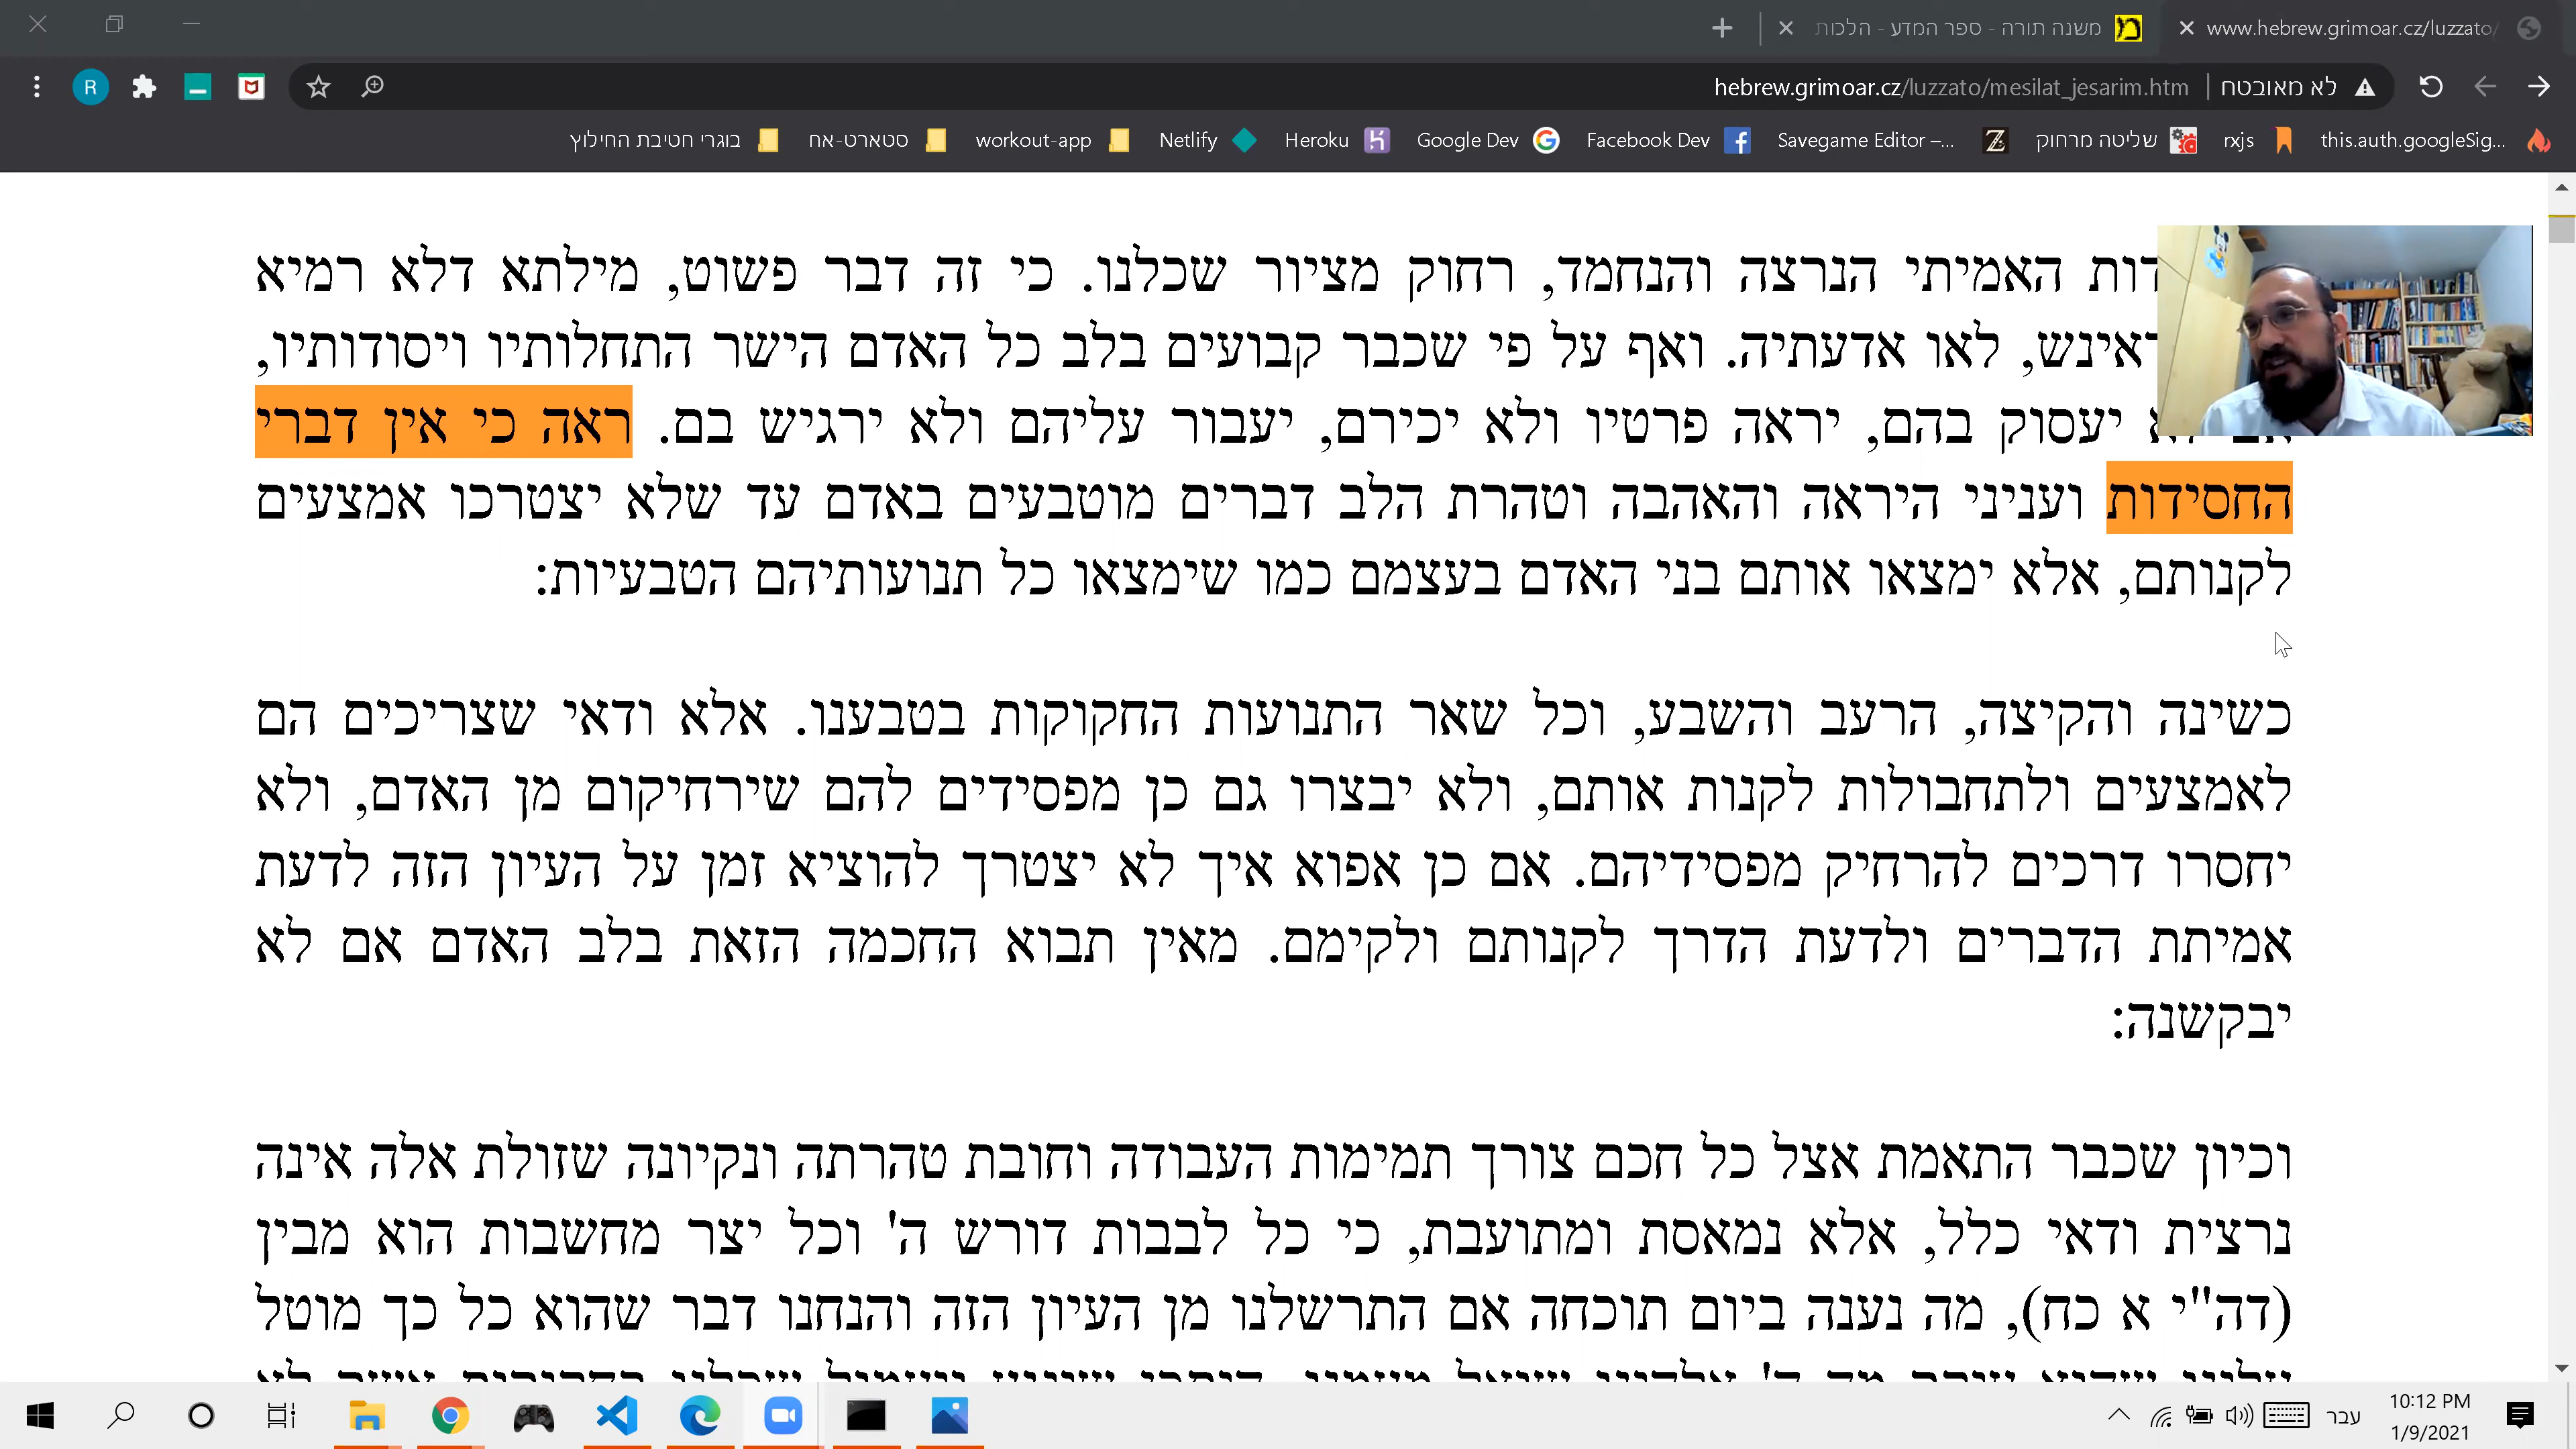 www.hebrew.grimoar.cz/luzzato/
משנה תורה - ספר המדע - הלכות
לא מאובטח
hebrew.grimoar.cz/luzzato/mesilat_jesarim.htm
R
this.auth.googleSig...
rxjs
שליטה מרחוק
Savegame Editor –...
Facebook Dev
Google Dev
Heroku
Netlify
workout-app
סטארט-אח
בוגרי חטיבת החילוץ
דות האמיתי הנרצה והנחמד, רחוק מציור שכלנו. כי זה דבר פשוט, מילתא דלא רמיא
דאינש, לאו אדעתיה. ואף על פי שכבר קבועים בלב כל האדם הישר התחלותיו ויסודותיו,
יעסוק בהם, יראה פרטיו ולא יכירם, יעבור עליהם ולא ירגיש בם. ראה כי אין דברי
החסידות ועניני היראה והאהבה וטהרת הלב דברים מוטבעים באדם עד שלא יצטרכו אמצעים
לקנותם, אלא ימצאו אותם בני האדם בעצמם כמו שימצאו כל תנועותיהם הטבעיות:
כשינה והקיצה, הרעב והשבע, וכל שאר התנועות החקוקות בטבענו. אלא ודאי שצריכים הם
לאמצעים ולתחבולות לקנות אותם, ולא יבצרו גם כן מפסידים להם שירחיקום מן האדם, ולא
יחסרו דרכים להרחיק מפסידיהם. אם כן אפוא איך לא יצטרך להוציא זמן על העיון הזה לדעת
אמיתת הדברים ולדעת הדרך לקנותם ולקימם. מאין תבוא החכמה הזאת בלב האדם אם לא
יבקשנה:
וכיון שכבר התאמת אצל כל חכם צורך תמימות העבודה וחובת טהרתה ונקיונה שזולת אלה אינה
נרצית ודאי כלל, אלא נמאסת ומתועבת, כי כל לבבות דורש ה' וכל יצר מחשבות הוא מבין
(דה"י א כח), מה נענה ביום תוכחה אם התרשלנו מן העיון הזה והנחנו דבר שהוא כל כך מוטל
עבר
10:12 PM
1/9/2021